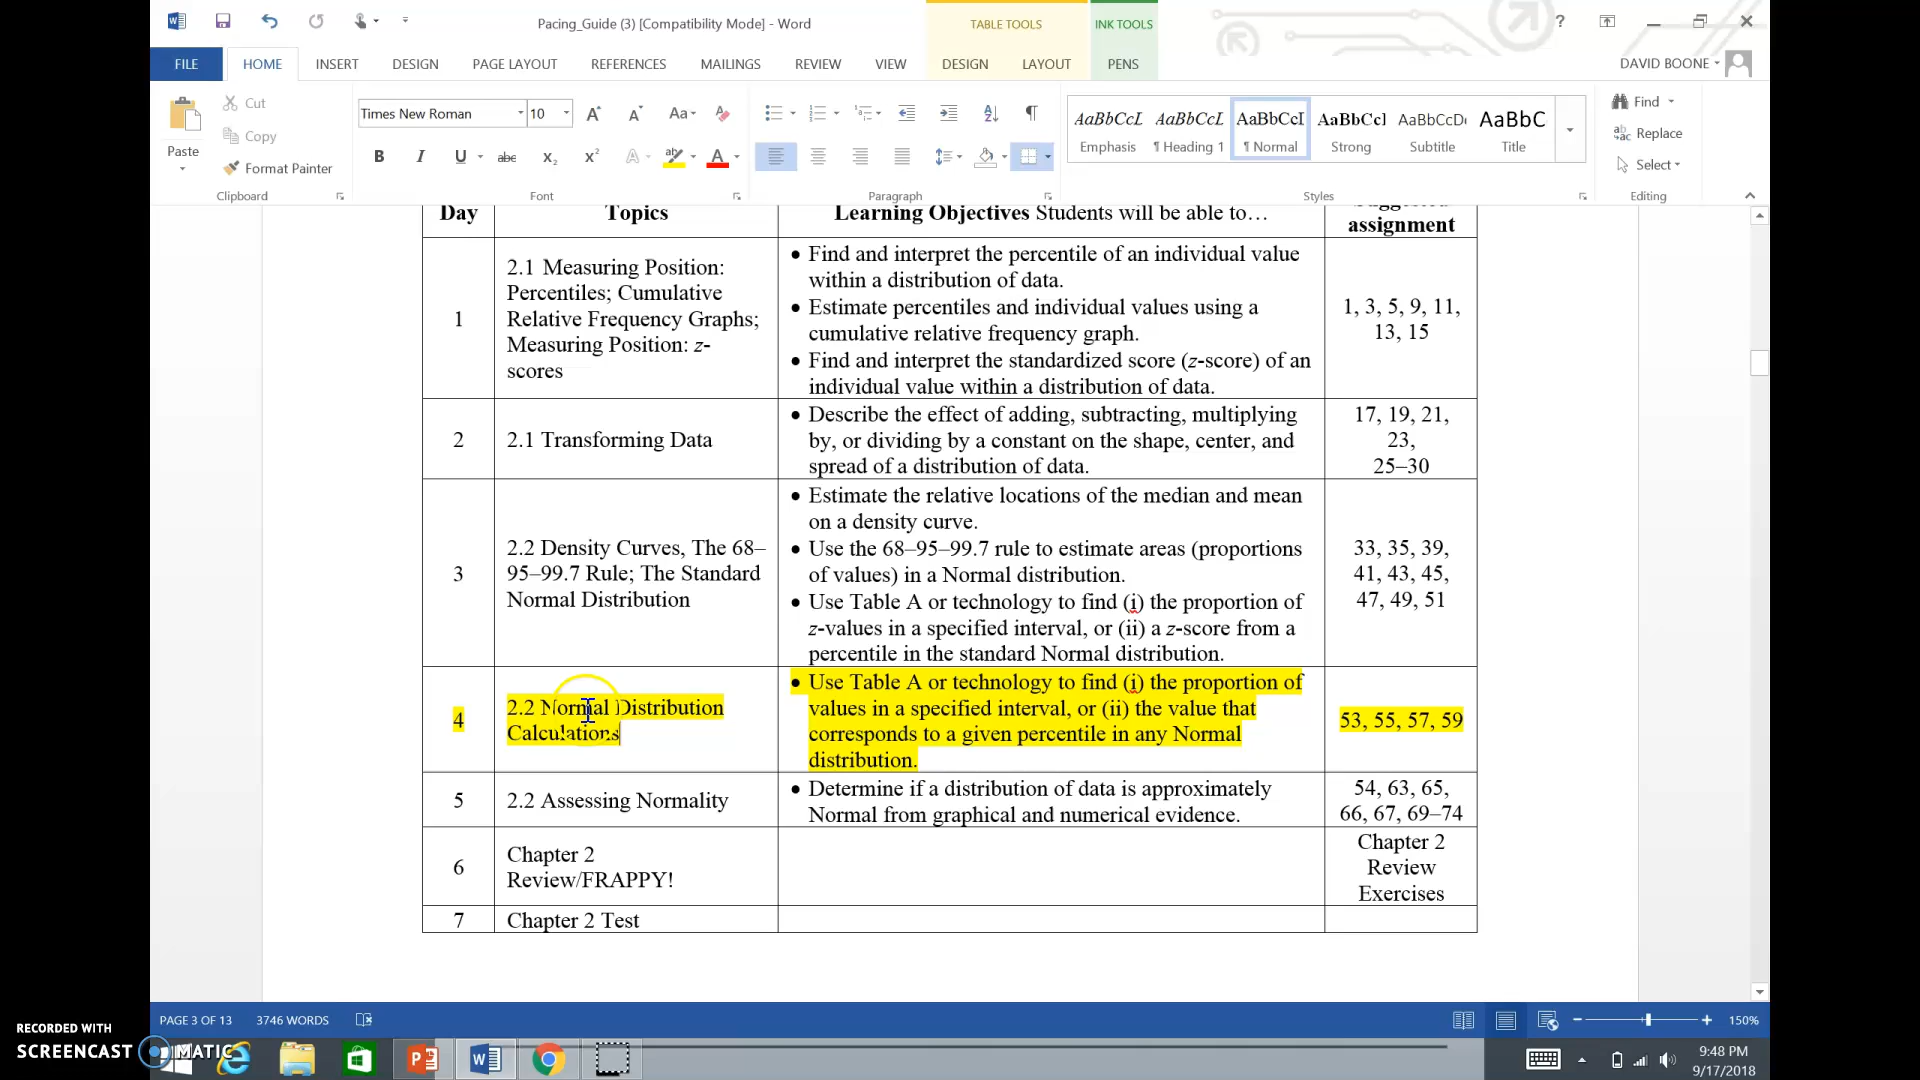 Pacing_Guide (3) [Compatibility Mode] - Word
TABLE TOOLS
INK TOOLS
?
FILE
HOME
INSERT
DESIGN
PAGE LAYOUT
REFERENCES
MAILINGS
REVIEW
VIEW
DESIGN
LAYOUT
PENS
DAVID BOONE
Paste
Cut
Copy
Format Painter
Clipboard
Times New Roman
10
Aa
B I U abc X₂ X² A A
Font
Paragraph
AaBbCcI
Emphasis
AaBbCcI
¶ Heading 1
AaBbCcI
¶ Normal
AaBbCcI
Strong
AaBbCcDc
Subtitle
AaBbC
Title
Styles
Find
Replace
Select
Editing
Day
Topics
Learning Objectives Students will be able to…
assignment
1
2.1 Measuring Position:
Percentiles; Cumulative
Relative Frequency Graphs;
Measuring Position: z-
scores
• Find and interpret the percentile of an individual value
within a distribution of data.
• Estimate percentiles and individual values using a
cumulative relative frequency graph.
• Find and interpret the standardized score (z-score) of an
individual value within a distribution of data.
1, 3, 5, 9, 11,
13, 15
2
2.1 Transforming Data
• Describe the effect of adding, subtracting, multiplying
by, or dividing by a constant on the shape, center, and
spread of a distribution of data.
17, 19, 21,
23,
25–30
3
2.2 Density Curves, The 68–
95–99.7 Rule; The Standard
Normal Distribution
• Estimate the relative locations of the median and mean
on a density curve.
• Use the 68–95–99.7 rule to estimate areas (proportions
of values) in a Normal distribution.
• Use Table A or technology to find (i) the proportion of
z-values in a specified interval, or (ii) a z-score from a
percentile in the standard Normal distribution.
33, 35, 39,
41, 43, 45,
47, 49, 51
4
2.2 Normal Distribution
Calculations
• Use Table A or technology to find (i) the proportion of
values in a specified interval, or (ii) the value that
corresponds to a given percentile in any Normal
distribution.
53, 55, 57, 59
5
2.2 Assessing Normality
• Determine if a distribution of data is approximately
Normal from graphical and numerical evidence.
54, 63, 65,
66, 67, 69–74
6
Chapter 2
Review/FRAPPY!
Chapter 2
Review
Exercises
7
Chapter 2 Test
PAGE 3 OF 13
3746 WORDS
150%
RECORDED WITH
SCREENCAST MATIC
9:48 PM
9/17/2018